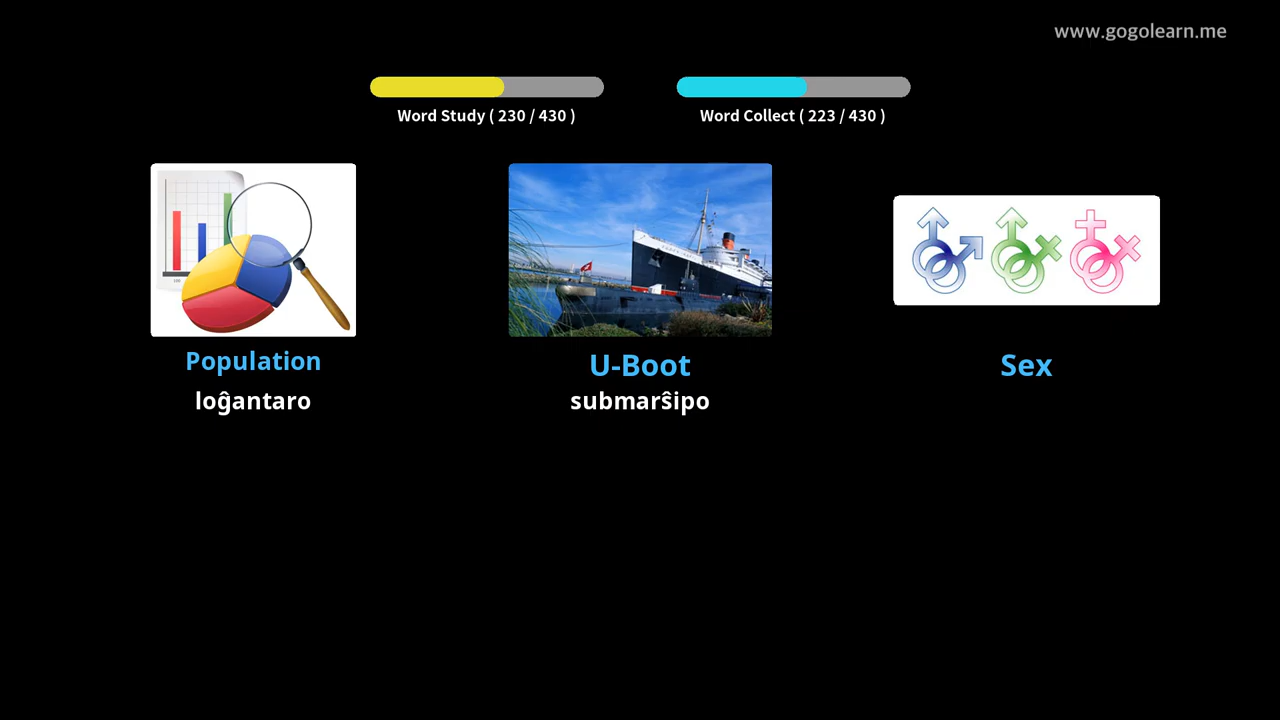 www.gogolearn.me
Word Study ( 230 / 430 )
Word Collect ( 223 / 430 )
Population
loĝantaro
U-Boot
submarŝipo
Sex